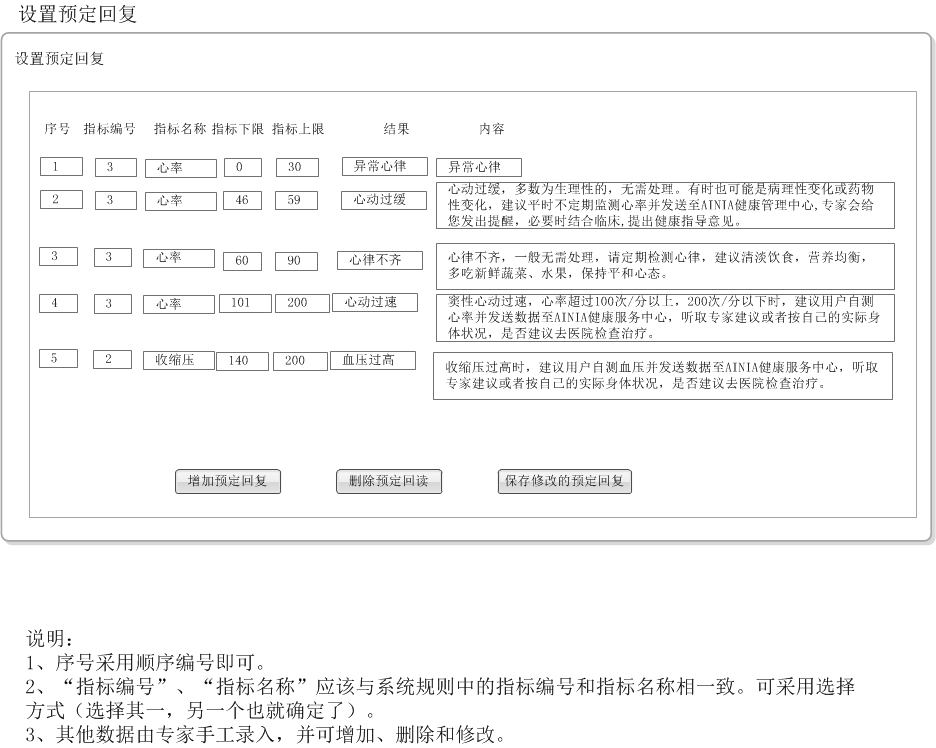 设置预定回复
设置预定回复
序号 指标编号 指标名称 指标下限 指标上限 结果 内容
1 3 心率 0 30 异常心律 异常心律
2 3 心率 46 59 心动过缓 心动过缓，多数为生理性的，无需处理。有时也可能是病理性变化或药物
性变化，建议平时不定期监测心率并发送至AINIA健康管理中心,专家会给
您发出提醒，必要时结合临床,提出健康指导意见。
3 3 心率 60 90 心律不齐 心律不齐，一般无需处理，请定期检测心律，建议清淡饮食，营养均衡，
多吃新鲜蔬菜、水果，保持平和心态。
4 3 心率 101 200 心动过速 窦性心动过速，心率超过100次/分以上，200次/分以下时，建议用户自测
心率并发送数据至AINIA健康服务中心，听取专家建议或者按自己的实际身
体状况，是否建议去医院检查治疗。
5 2 收缩压 140 200 血压过高 收缩压过高时，建议用户自测血压并发送数据至AINIA健康服务中心，听取
专家建议或者按自己的实际身体状况，是否建议去医院检查治疗。
增加预定回复 删除预定回读 保存修改的预定回复
说明：
1、序号采用顺序编号即可。
2、“指标编号”、“指标名称”应该与系统规则中的指标编号和指标名称相一致。可采用选择
方式（选择其一，另一个也就确定了）。
3、其他数据由专家手工录入，并可增加、删除和修改。